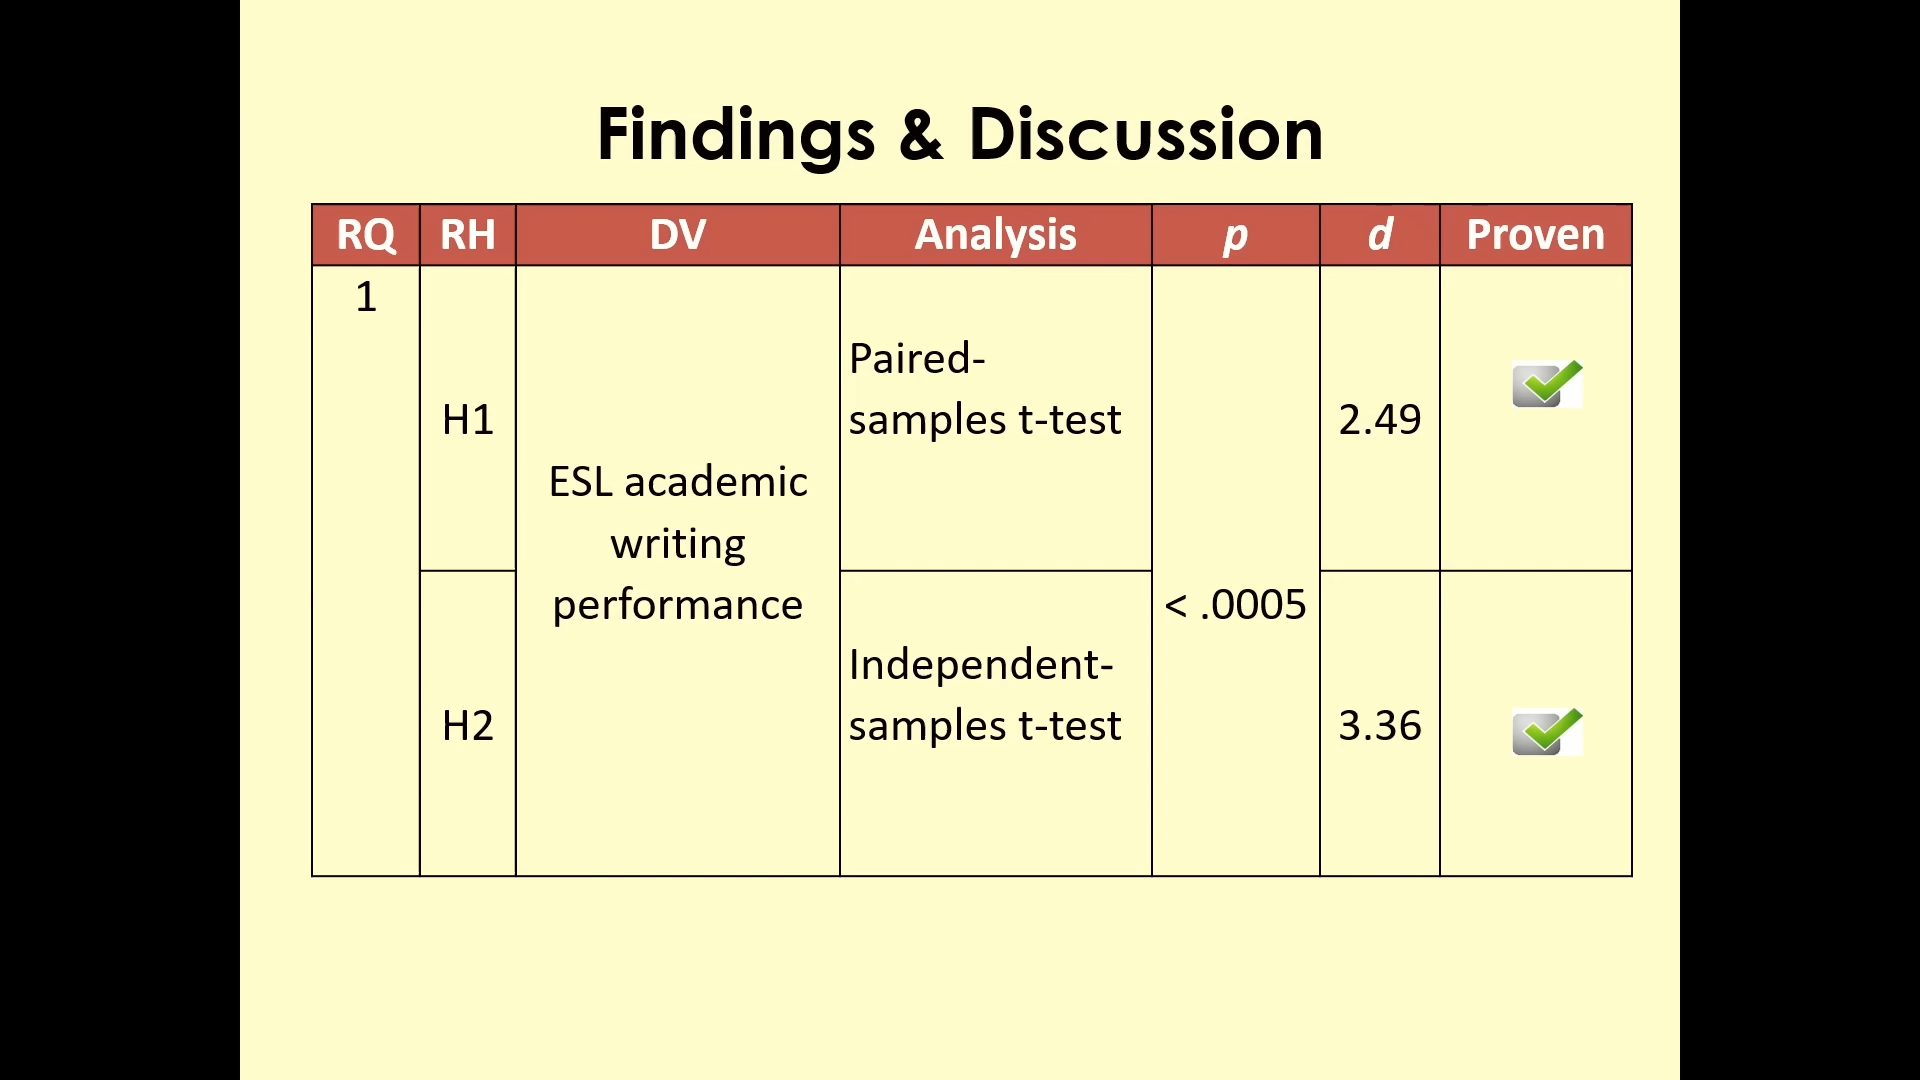 Findings & Discussion
RQ RH DV Analysis p d Proven
1
H1
ESL academic
writing
performance
Paired-
samples t-test
< .0005
2.49
H2
Independent-
samples t-test
3.36